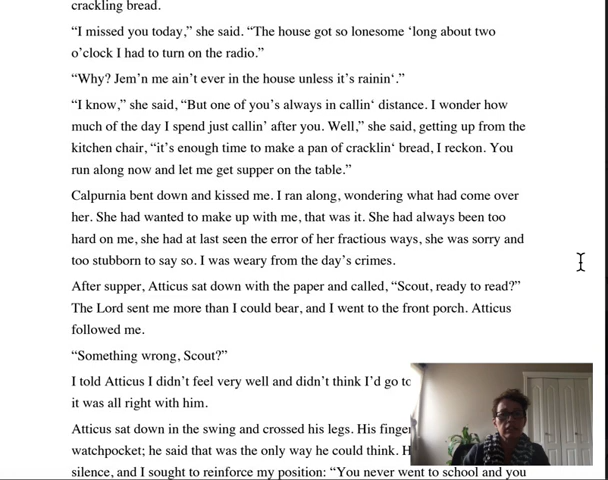 crackling bread.
“I missed you today,” she said. “The house got so lonesome ‘long about two
o’clock I had to turn on the radio.”
“Why? Jem’n me ain’t ever in the house unless it’s rainin‘.”
“I know,” she said, “But one of you’s always in callin‘ distance. I wonder how
much of the day I spend just callin’ after you. Well,” she said, getting up from the
kitchen chair, “it’s enough time to make a pan of cracklin‘ bread, I reckon. You
run along now and let me get supper on the table.”
Calpurnia bent down and kissed me. I ran along, wondering what had come over
her. She had wanted to make up with me, that was it. She had always been too
hard on me, she had at last seen the error of her fractious ways, she was sorry and
too stubborn to say so. I was weary from the day’s crimes.
After supper, Atticus sat down with the paper and called, “Scout, ready to read?”
The Lord sent me more than I could bear, and I went to the front porch. Atticus
followed me.
“Something wrong, Scout?”
I told Atticus I didn’t feel very well and didn’t think I’d go to
it was all right with him.
Atticus sat down in the swing and crossed his legs. His finger
watchpocket; he said that was the only way he could think. H
silence, and I sought to reinforce my position: “You never went to school and you